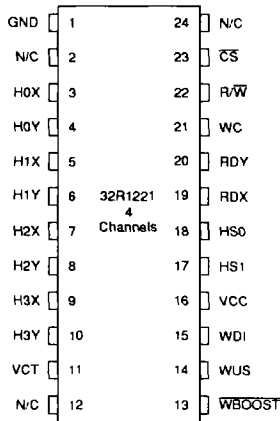 GND 1 24 N/C
N/C 2 23 C̅S̅
H0X 3 22 R/W̅
H0Y 4 21 WC
H1X 5 20 RDY
H1Y 6 19 RDX
32R1221
4
Channels
H2X 7 18 HS0
H2Y 8 17 HS1
H3X 9 16 VCC
H3Y 10 15 WDI
VCT 11 14 WUS
N/C 12 13 W̅B̅O̅O̅S̅T̅